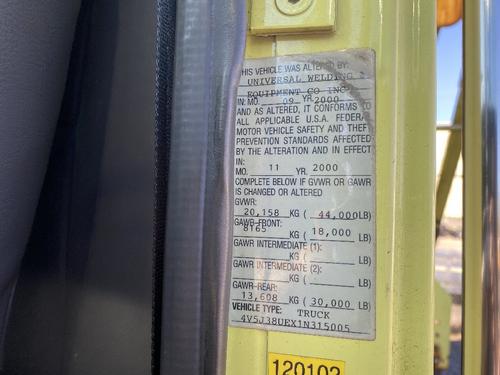 THIS VEHICLE WAS ALTERED BY:
UNIVERSAL WELDING &
EQUIPMENT CO INC
IN: MO. 09 YR. 2000
AND AS ALTERED, IT CONFORMS TO
ALL APPLICABLE U.S.A. FEDERAL
MOTOR VEHICLE SAFETY AND THEFT
PREVENTION STANDARDS AFFECTED
BY THE ALTERATION AND IN EFFECT
IN:
MO. 11 YR. 2000
COMPLETE BELOW IF GVWR OR GAWR
IS CHANGED OR ALTERED
GVWR:
20,158 KG ( 44,000 LB)
GAWR-FRONT:
8165 KG ( 18,000 LB)
GAWR INTERMEDIATE (1):
KG ( LB)
GAWR INTERMEDIATE (2):
KG ( LB)
GAWR-REAR:
13,608 KG ( 30,000 LB)
VEHICLE TYPE: TRUCK
4V5J38UEX1N315005
120102